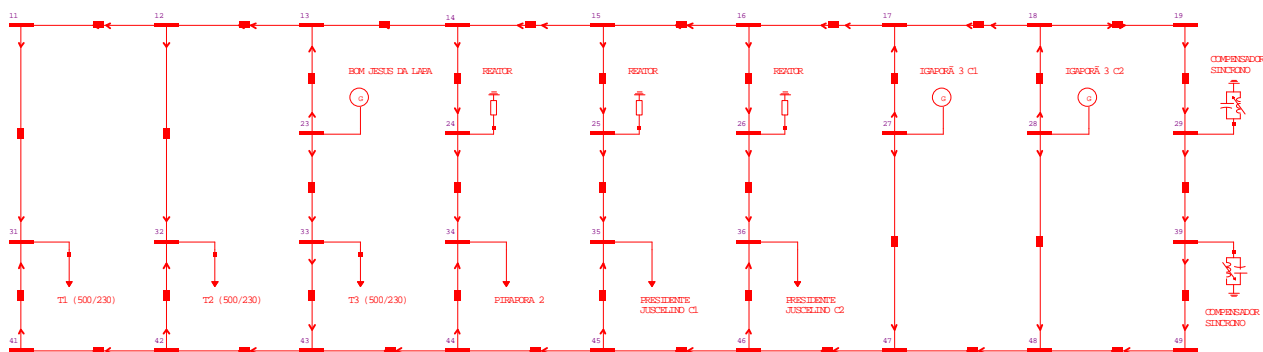 11 12 13 14 15 16 17 18 19
BOM JESUS DA LAPA REATOR REATOR REATOR IGAPORÃ 3 C1 IGAPORÃ 3 C2 COMPENSADOR
SINCRONO
G G G
23 24 25 26 27 28 29
31 32 33 34 35 36 39
T1 (500/230) T2 (500/230) T3 (500/230) PIRAPORA 2 PRESIDENTE
JUSCELINO C1
PRESIDENTE
JUSCELINO C2
COMPENSADOR
SINCRONO
41 42 43 44 45 46 47 48 49